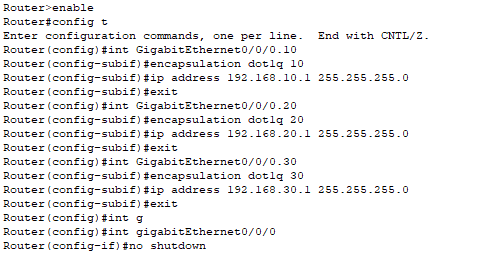 Router>enable
Router#config t
Enter configuration commands, one per line.  End with CNTL/Z.
Router(config)#int GigabitEthernet0/0/0.10
Router(config-subif)#encapsulation dot1q 10
Router(config-subif)#ip address 192.168.10.1 255.255.255.0
Router(config-subif)#exit
Router(config)#int GigabitEthernet0/0/0.20
Router(config-subif)#encapsulation dot1q 20
Router(config-subif)#ip address 192.168.20.1 255.255.255.0
Router(config-subif)#exit
Router(config)#int GigabitEthernet0/0/0.30
Router(config-subif)#encapsulation dot1q 30
Router(config-subif)#ip address 192.168.30.1 255.255.255.0
Router(config-subif)#exit
Router(config)#int g
Router(config)#int gigabitEthernet0/0/0
Router(config-if)#no shutdown